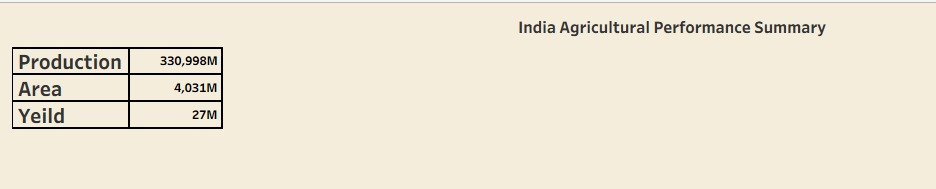 India Agricultural Performance Summary
Production 330,998M
Area 4,031M
Yeild 27M